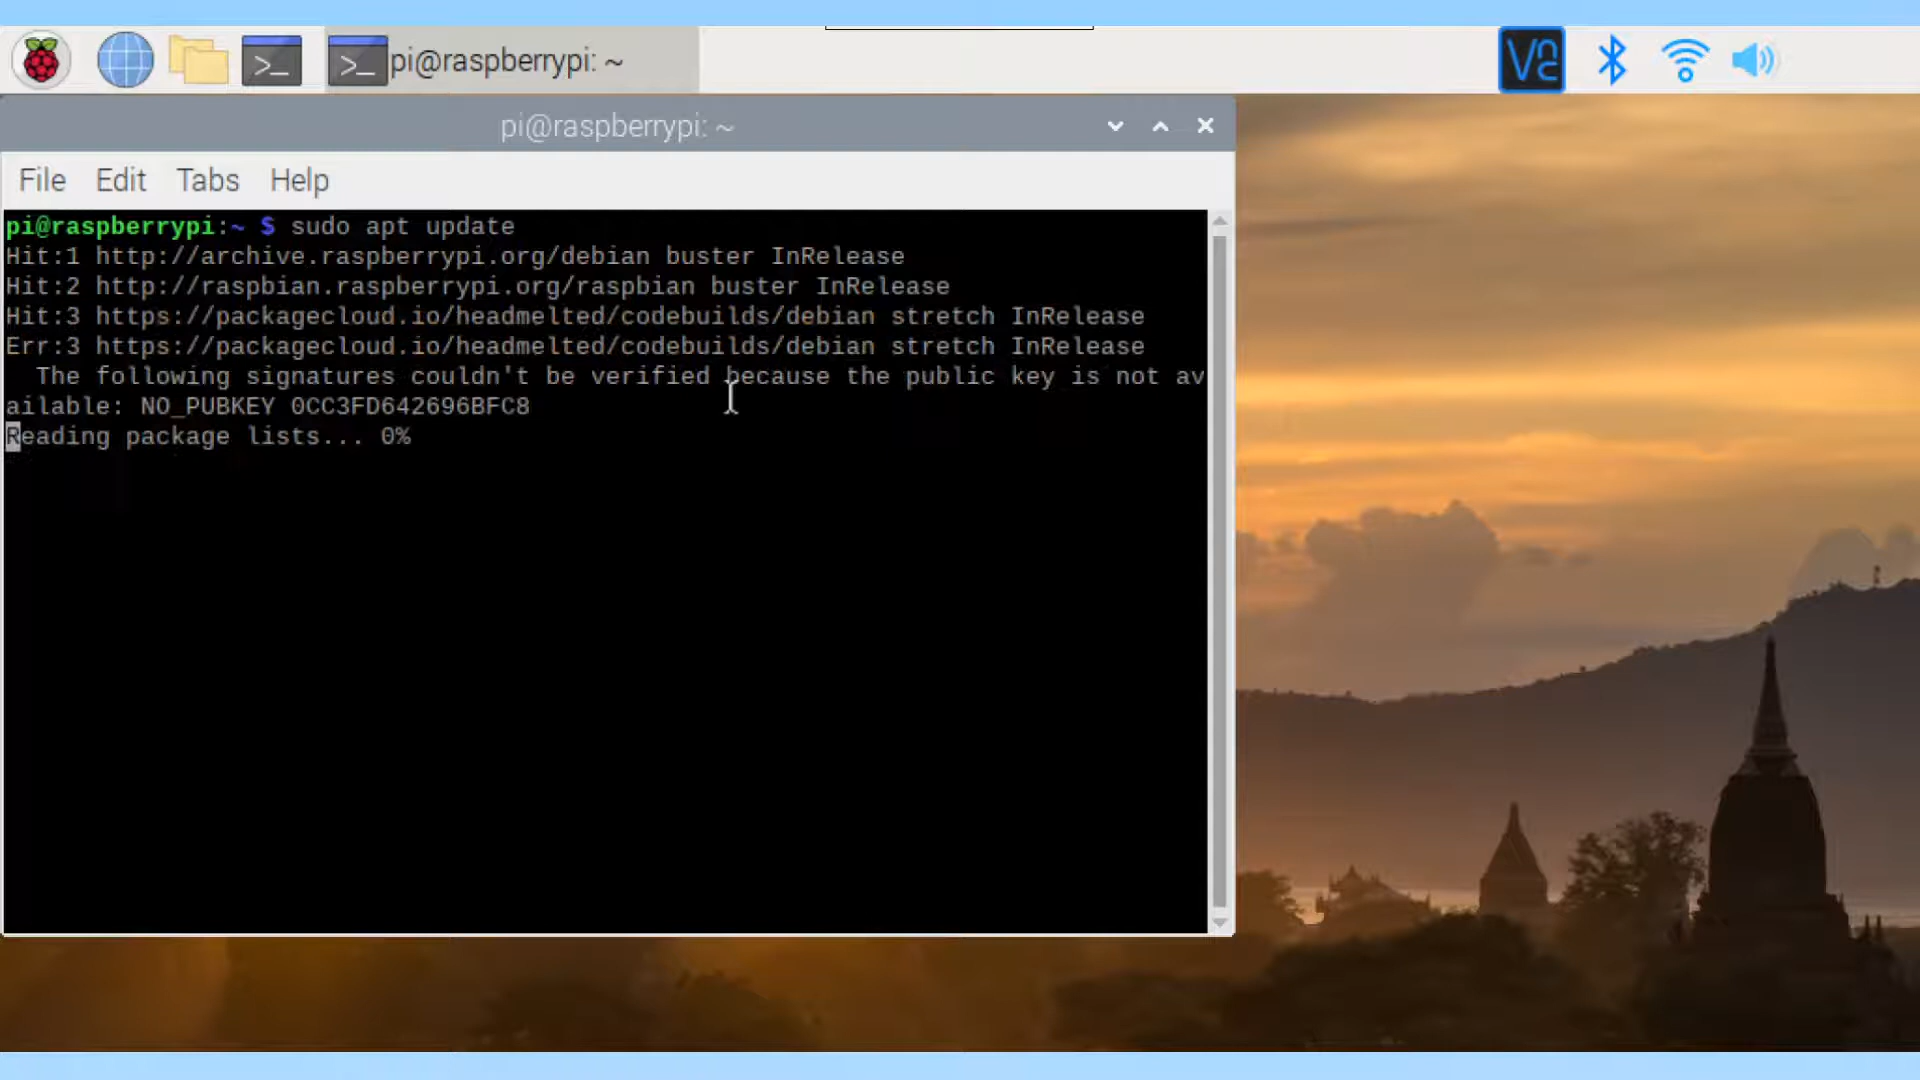 pi@raspberrypi: ~
pi@raspberrypi: ~
File Edit Tabs Help
pi@raspberrypi:~ $ sudo apt update
Hit:1 http://archive.raspberrypi.org/debian buster InRelease
Hit:2 http://raspbian.raspberrypi.org/raspbian buster InRelease
Hit:3 https://packagecloud.io/headmelted/codebuilds/debian stretch InRelease
Err:3 https://packagecloud.io/headmelted/codebuilds/debian stretch InRelease
The following signatures couldn't be verified because the public key is not av
ailable: NO_PUBKEY 0CC3FD642696BFC8
Reading package lists... 0%